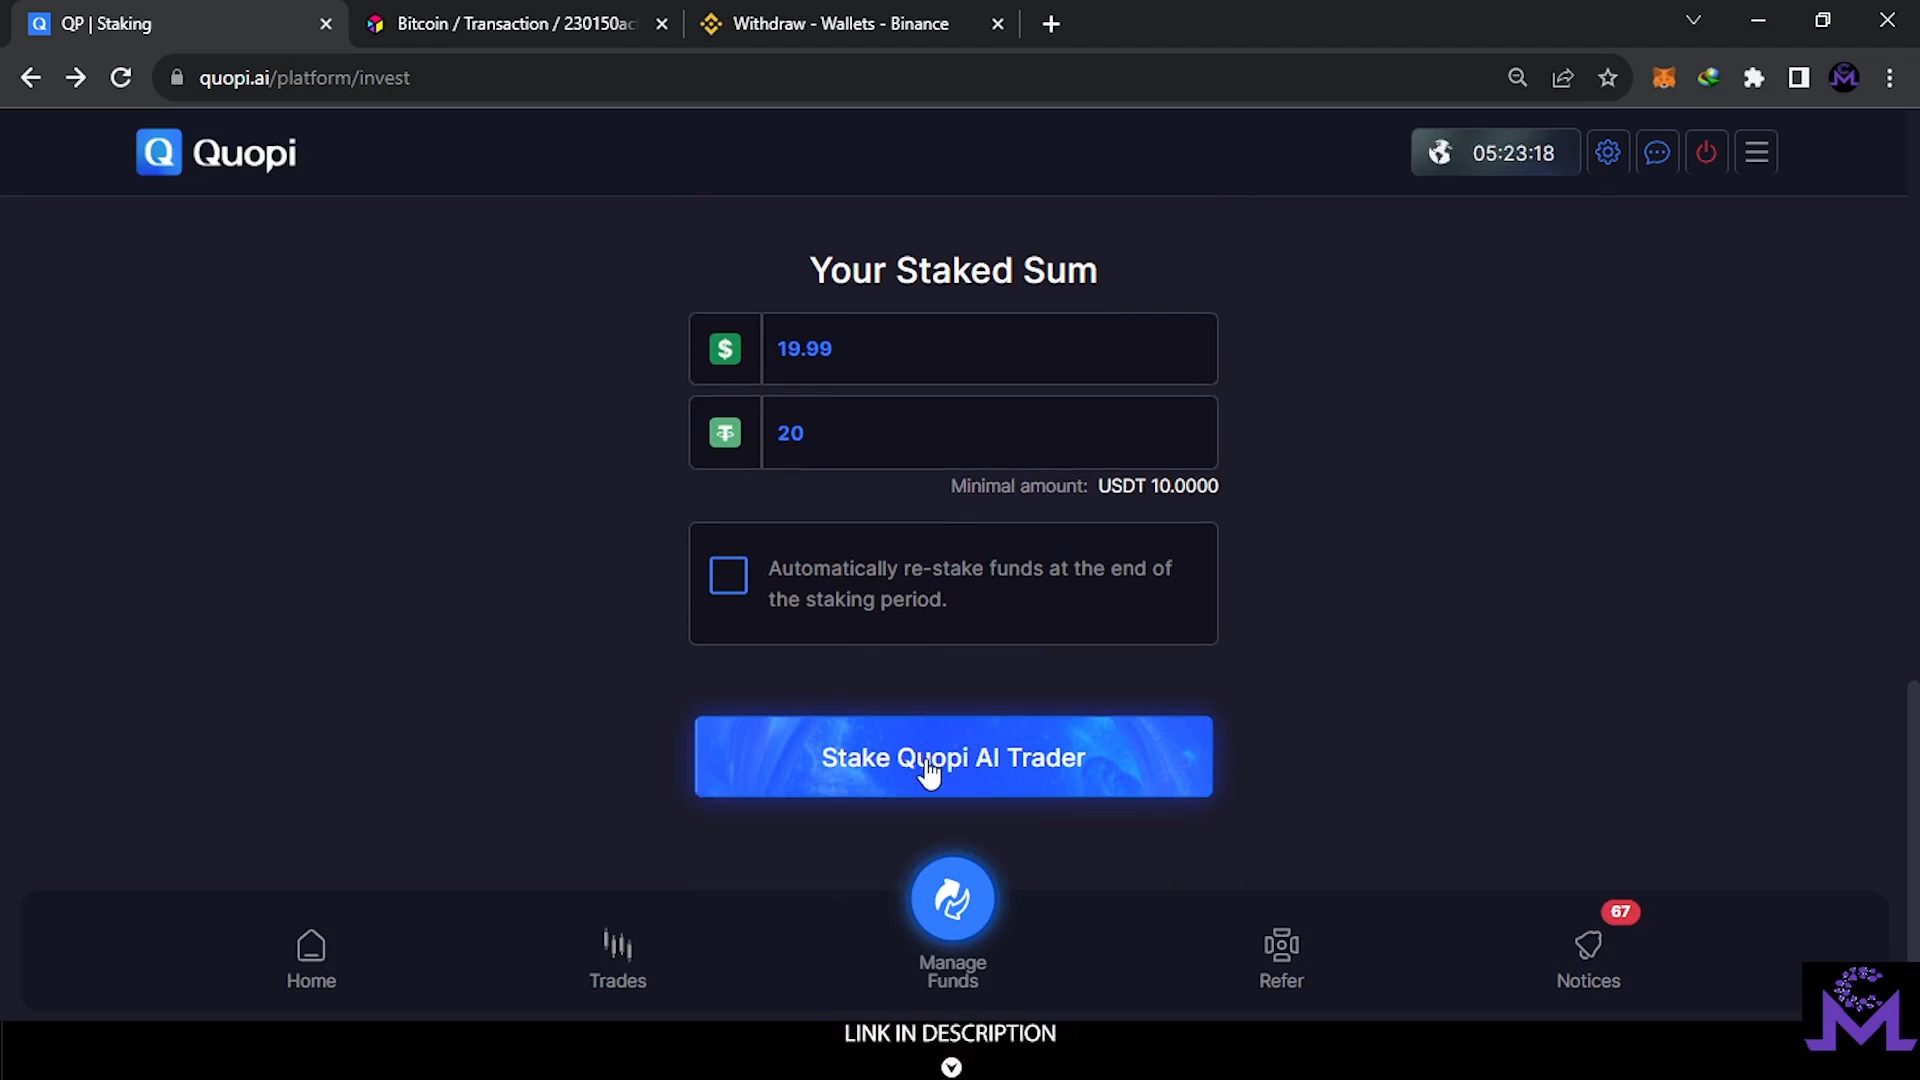 QP | Staking
Bitcoin / Transaction / 230150ac
Withdraw - Wallets - Binance
quopi.ai/platform/invest
Quopi
05:23:18
Your Staked Sum
19.99
20
Minimal amount: USDT 10.0000
Automatically re-stake funds at the end of
the staking period.
Stake Quopi AI Trader
67
Home
Trades
Manage
Funds
Refer
Notices
LINK IN DESCRIPTION